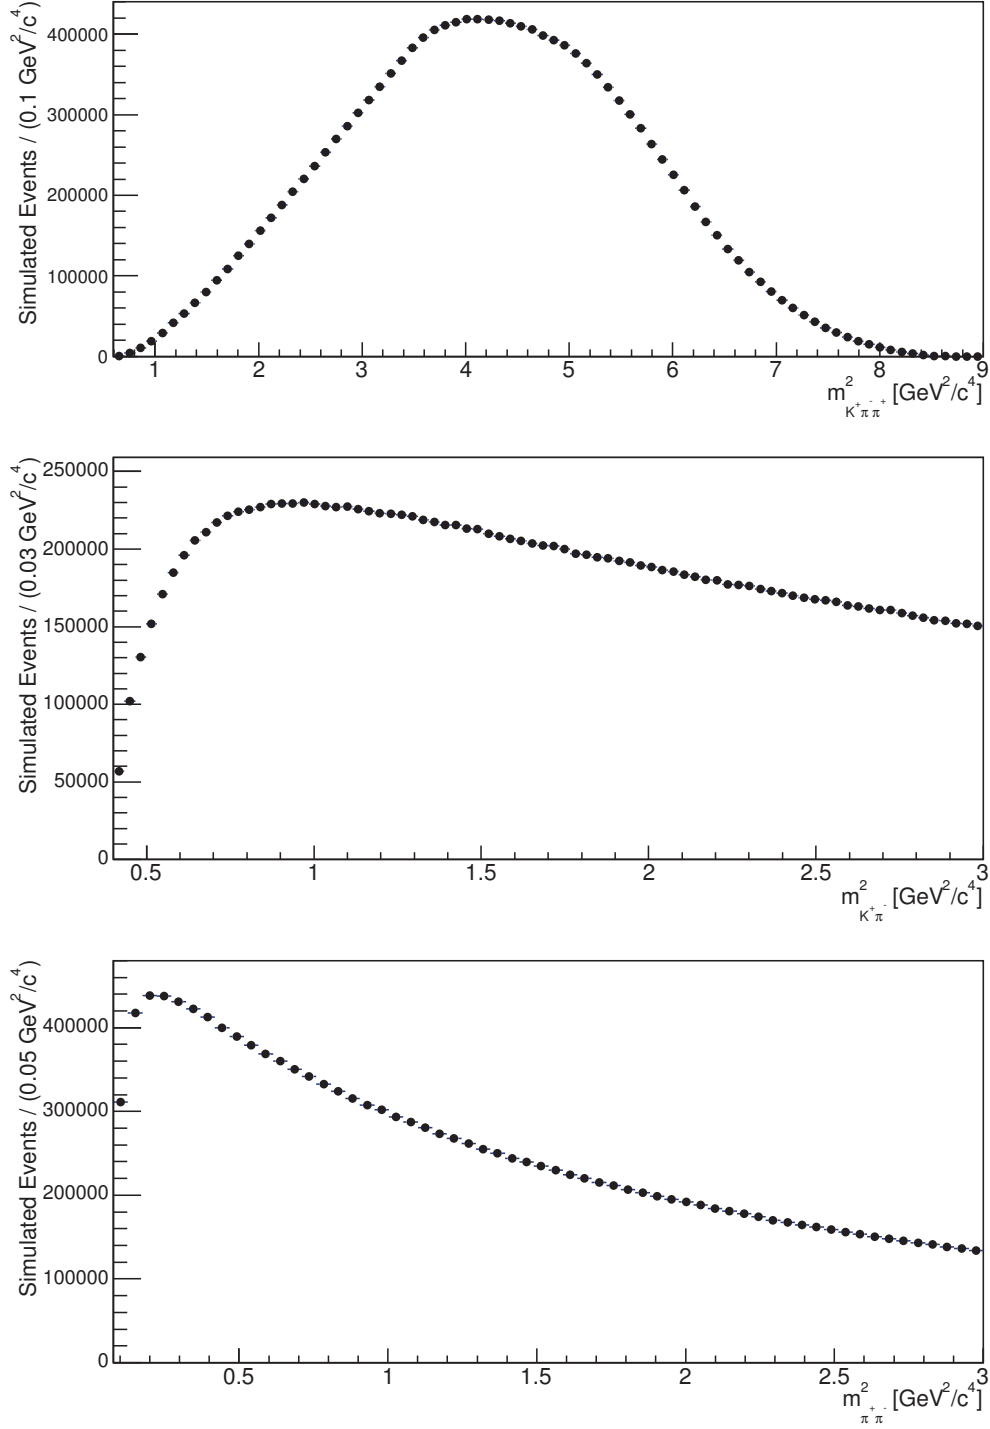 Simulated Events / (0.1 GeV²/c⁴)
400000
300000
200000
100000
0
1 2 3 4 5 6 7 8 9
m²K⁺π⁻π⁺ [GeV²/c⁴]
Simulated Events / (0.03 GeV²/c⁴)
250000
200000
150000
100000
50000
0
0.5 1 1.5 2 2.5 3
m²K⁺π⁻ [GeV²/c⁴]
Simulated Events / (0.05 GeV²/c⁴)
400000
300000
200000
100000
0
0.5 1 1.5 2 2.5 3
m²π⁺π⁻ [GeV²/c⁴]